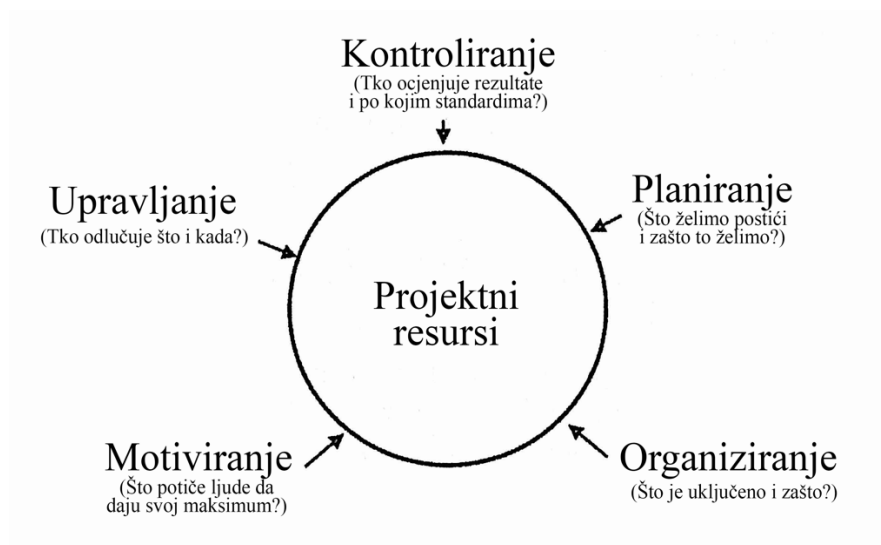 Kontroliranje
(Tko ocjenjuje rezultate
i po kojim standardima?)
Upravljanje
(Tko odlučuje što i kada?)
Planiranje
(Što želimo postići
i zašto to želimo?)
Projektni
resursi
Motiviranje
(Što potiče ljude da
daju svoj maksimum?)
Organiziranje
(Što je uključeno i zašto?)